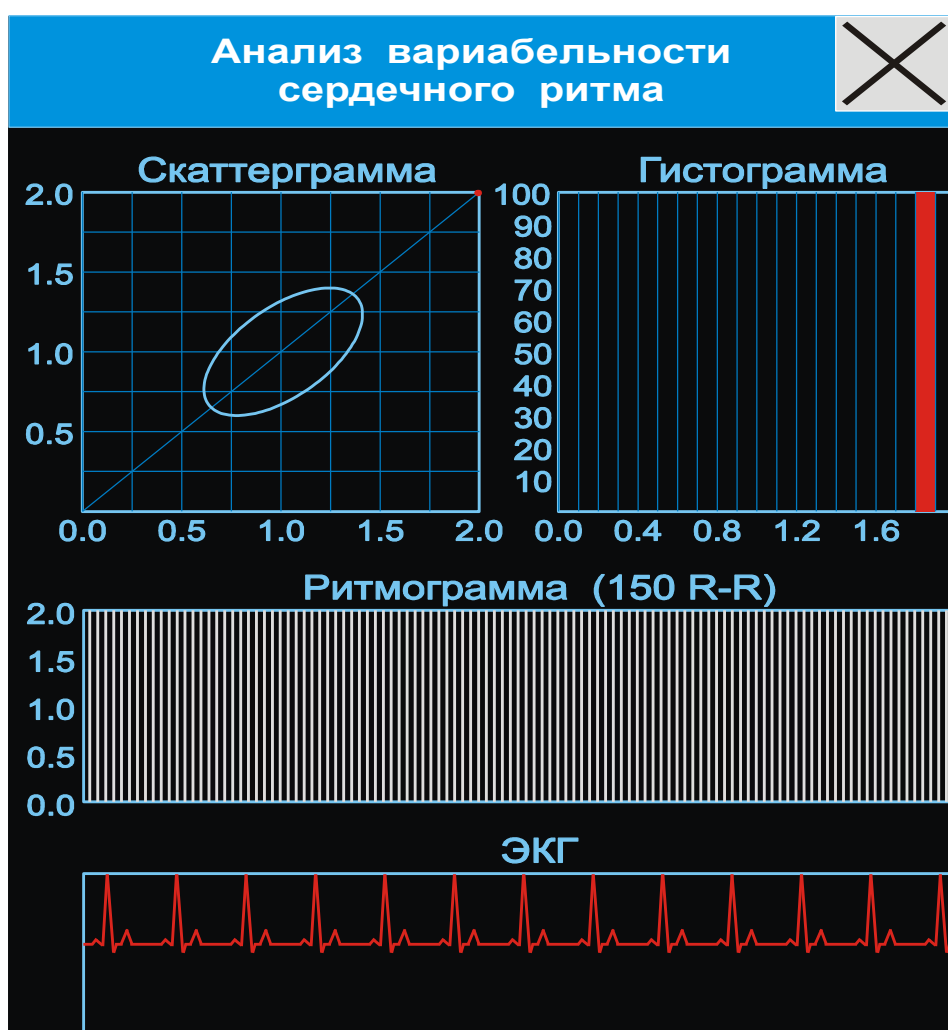 Анализ вариабельности
сердечного ритма
Скаттерграмма
2.0
1.5
1.0
0.5
0.0 0.5 1.0 1.5 2.0
Гистограмма
100
90
80
70
60
50
40
30
20
10
0.0 0.4 0.8 1.2 1.6
Ритмограмма (150 R-R)
2.0
1.5
1.0
0.5
0.0
ЭКГ